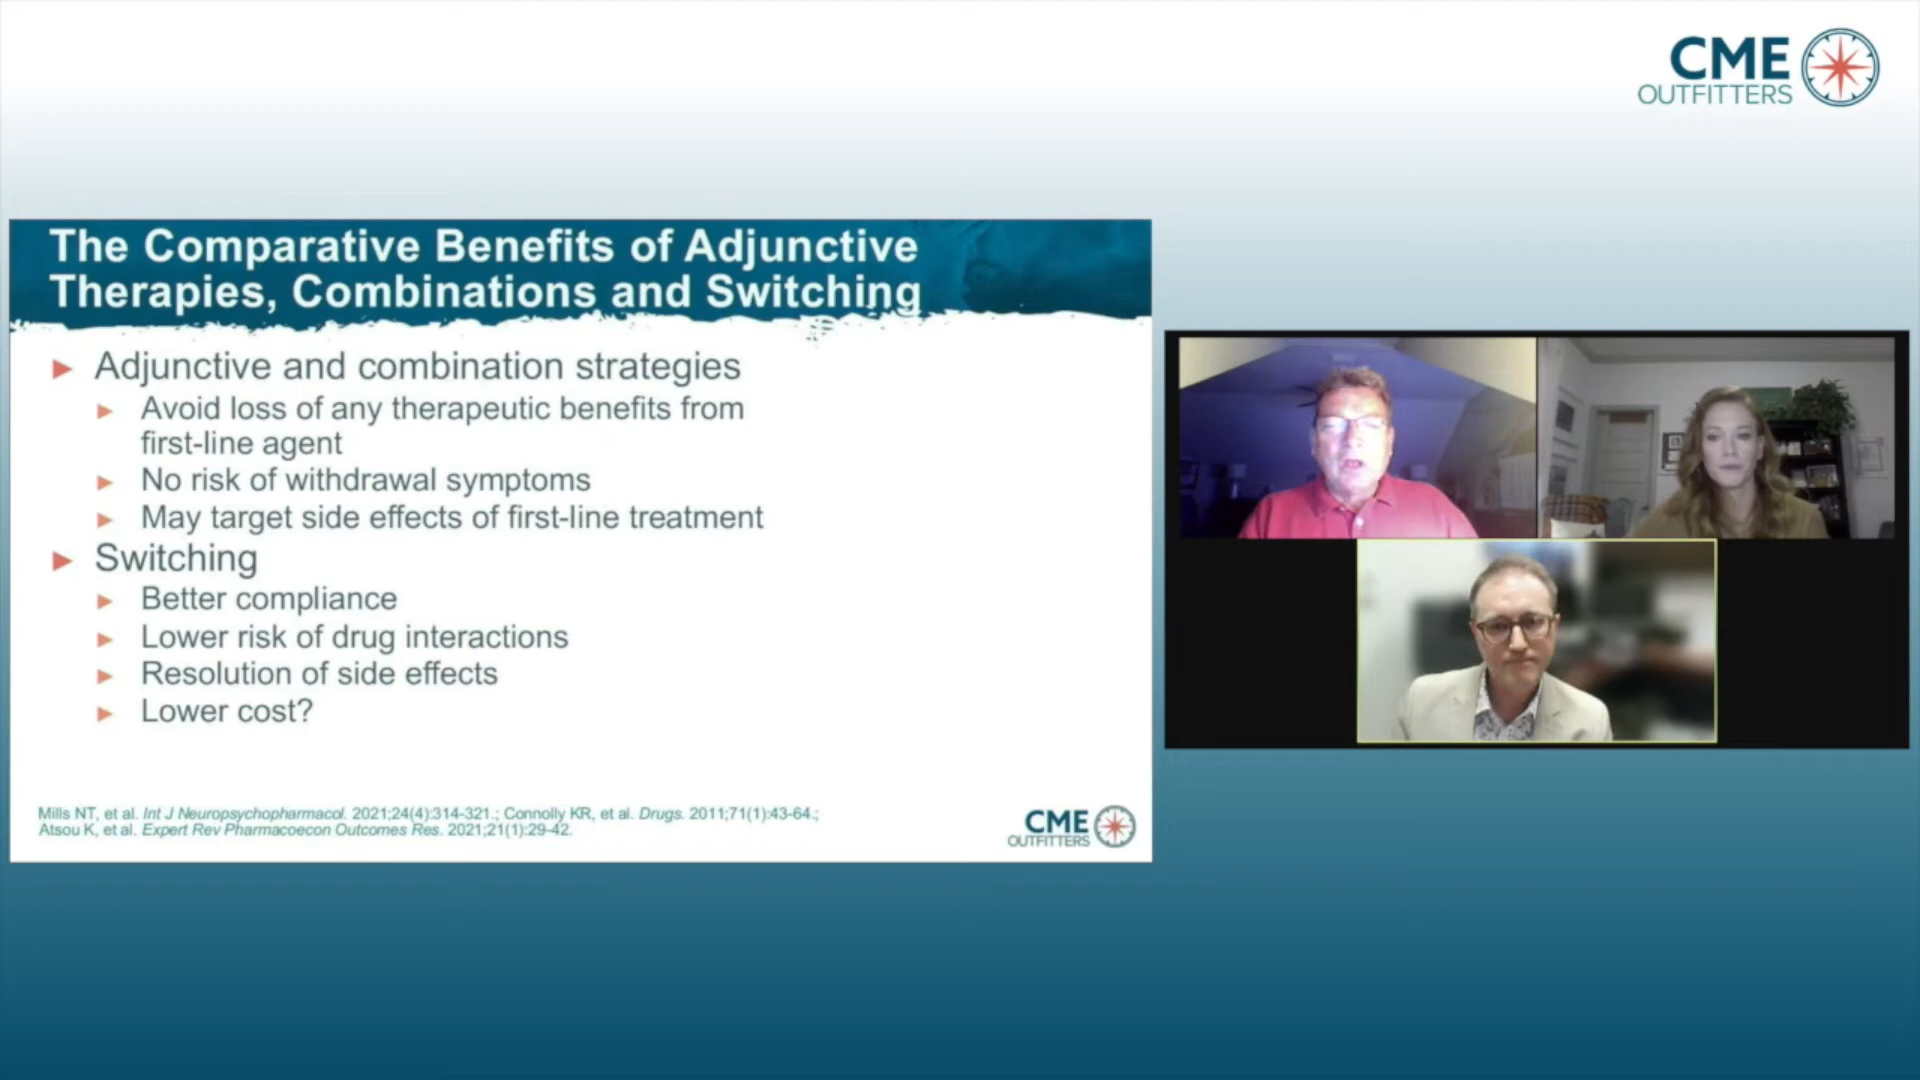 CME
OUTFITTERS
The Comparative Benefits of Adjunctive
Therapies, Combinations and Switching
► Adjunctive and combination strategies
► Avoid loss of any therapeutic benefits from
first-line agent
► No risk of withdrawal symptoms
► May target side effects of first-line treatment
► Switching
► Better compliance
► Lower risk of drug interactions
► Resolution of side effects
► Lower cost?
Mills NT, et al. Int J Neuropsychopharmacol. 2021;24(4):314-321.; Connolly KR, et al. Drugs. 2011;71(1):43-64.;
Atsou K, et al. Expert Rev Pharmacoecon Outcomes Res. 2021;21(1):29-42.
CME
OUTFITTERS